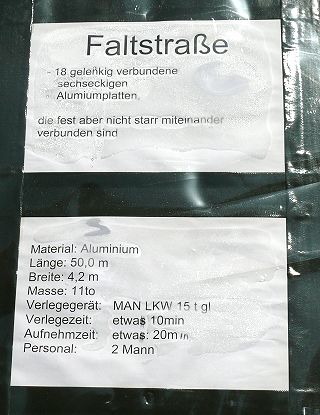 Faltstraße
- 18 gelenkig verbundene
sechseckigen
Alumiumplatten,
die fest aber nicht starr miteinander
verbunden sind
Material: Aluminium
Länge: 50,0 m
Breite: 4,2 m
Masse: 11to
Verlegegerät: MAN LKW 15 t gl
Verlegezeit: etwas 10min
Aufnehmzeit: etwas: 20min
Personal: 2 Mann